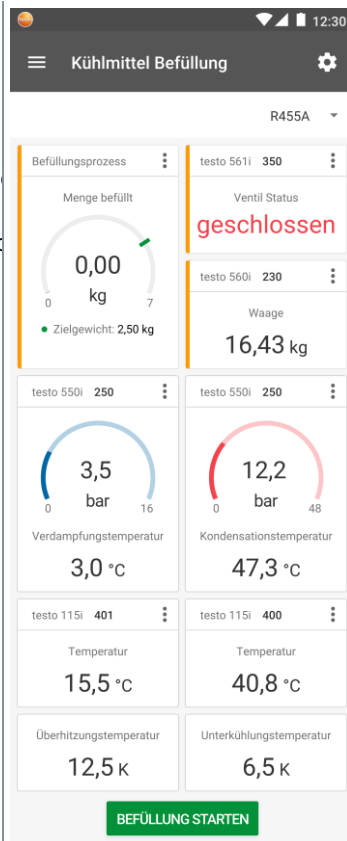 12:30
Kühlmittel Befüllung
R455A
Befüllungsprozess
Menge befüllt
0,00
kg
0 7
Zielgewicht: 2,50 kg
testo 561i 350
Ventil Status
geschlossen
testo 560i 230
Waage
16,43 kg
testo 550i 250
3,5
bar
0 16
Verdampfungstemperatur
3,0 °C
testo 550i 250
12,2
bar
0 48
Kondensationstemperatur
47,3 °C
testo 115i 401
Temperatur
15,5 °C
testo 115i 400
Temperatur
40,8 °C
Überhitzungstemperatur
12,5 K
Unterkühlungstemperatur
6,5 K
BEFÜLLUNG STARTEN